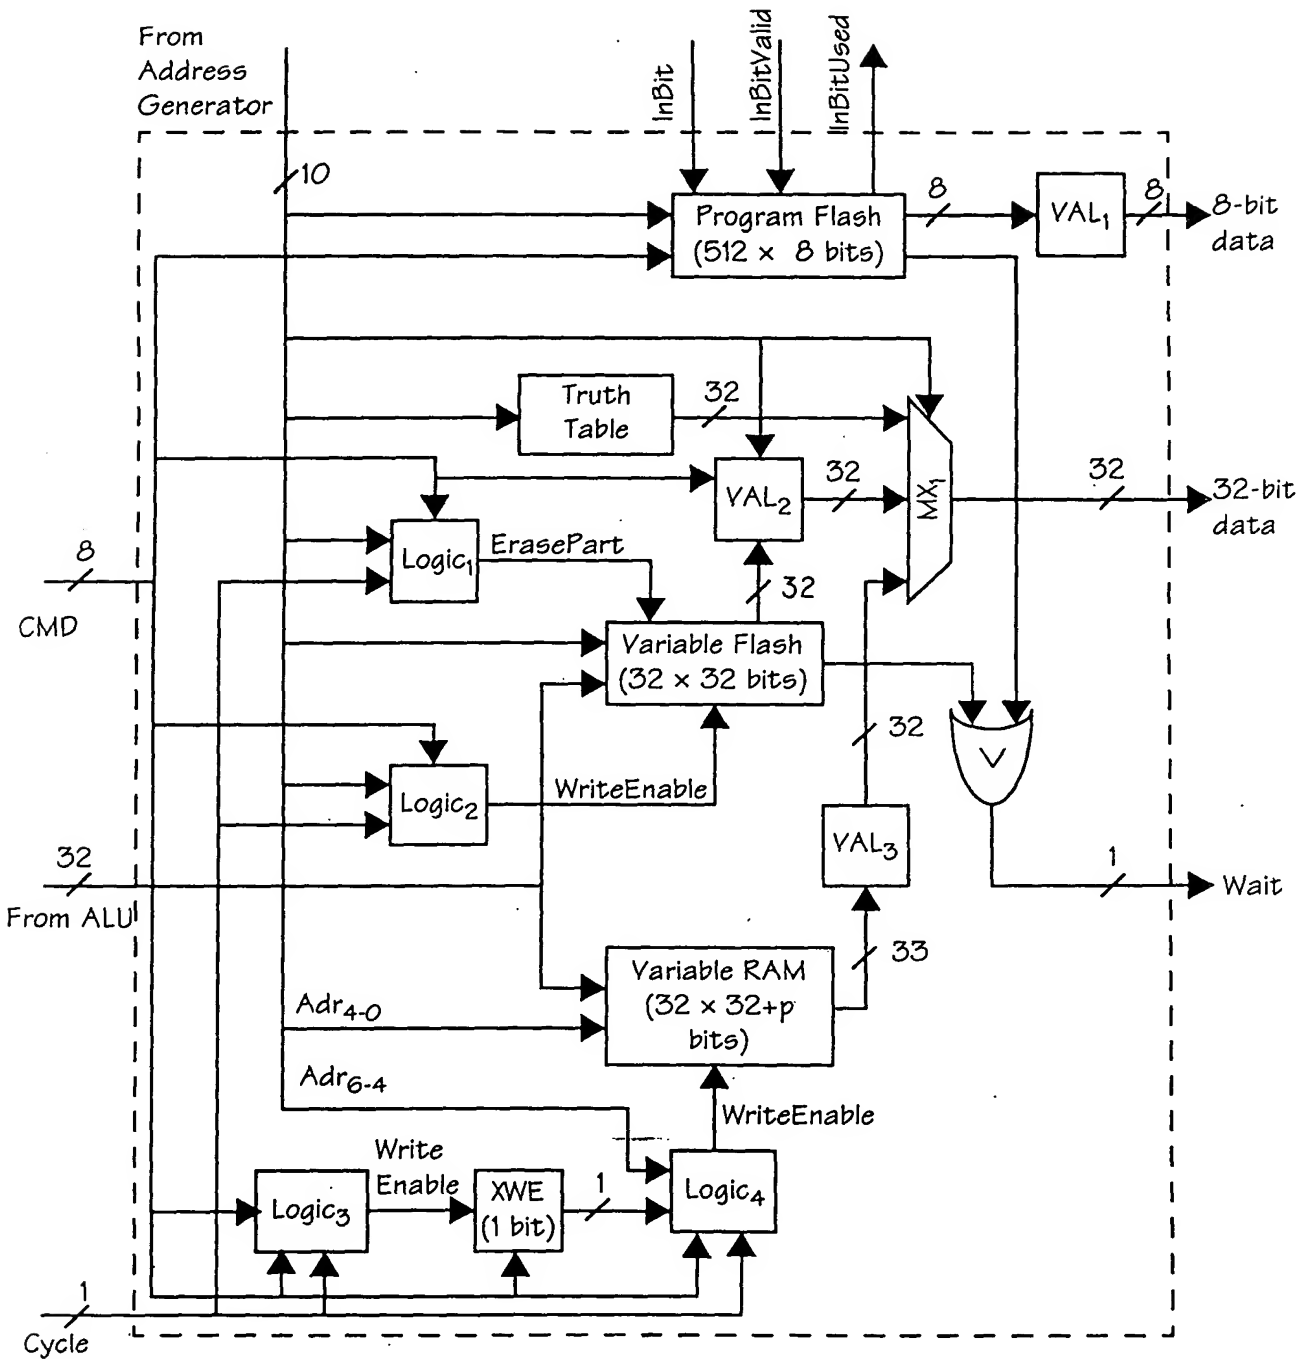 From
Address
Generator
InBit
InBitValid
IInBitUsed
10
Program Flash
(512 x 8 bits)
8
VAL1
8
8-bit
data
Truth
Table
32
VAL2
32
MX1
32
32-bit
data
8
CMD
Logic1
ErasePart
32
Variable Flash
(32 x 32 bits)
32
V
Logic2
WriteEnable
VAL3
32
From ALU
1
Wait
33
Variable RAM
(32 x 32+p
bits)
Adr4-0
Adr6-4
WriteEnable
Write
Enable
Logic3
XWE
(1 bit)
1
Logic4
1
Cycle